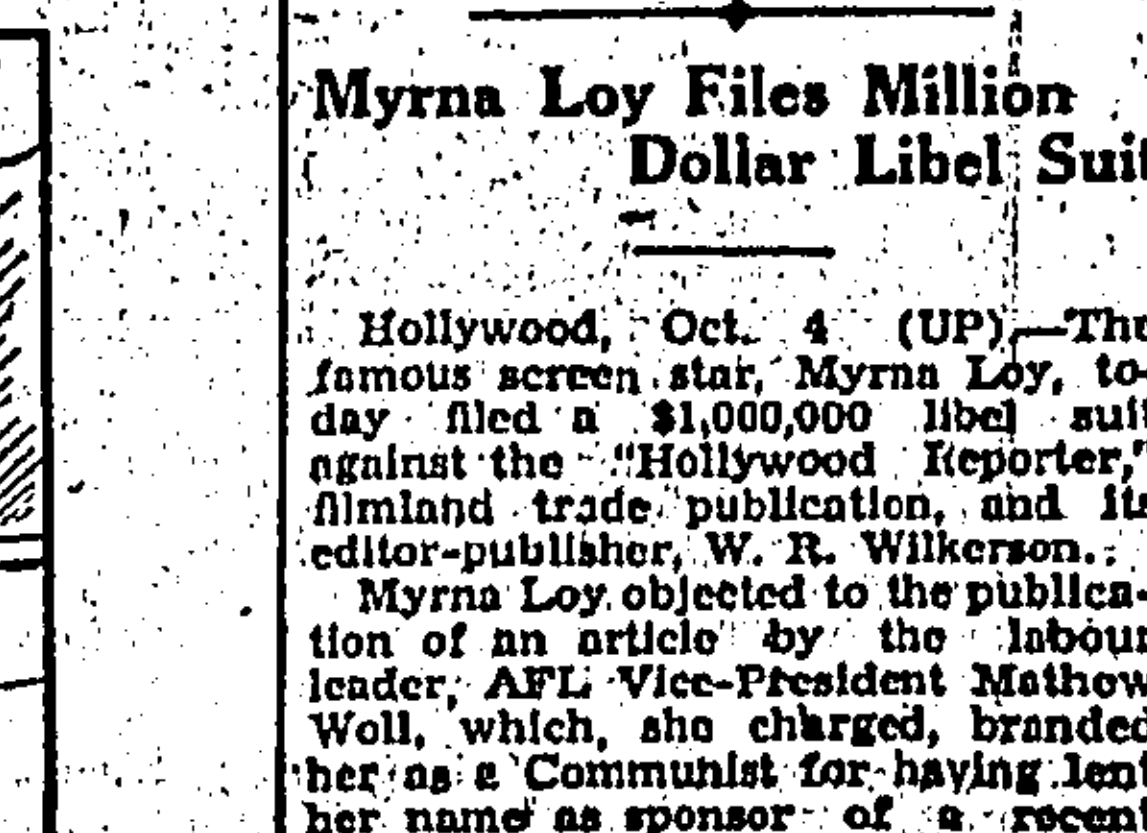 Myrna Loy Files Million
Dollar Libel Suit
Hollywood, Oct. 4 (UP).—The
famous screen star, Myrna Loy, to-
day filed a $1,000,000 libel suit
against the "Hollywood Reporter,"
filmland trade publication, and its
editor-publisher, W. R. Wilkerson.
Myrna Loy objected to the publica-
tion of an article by the labour
leader, AFL Vice-President Mathew
Woll, which, she charged, branded
her as a Communist for having lent
her name as sponsor of a recent